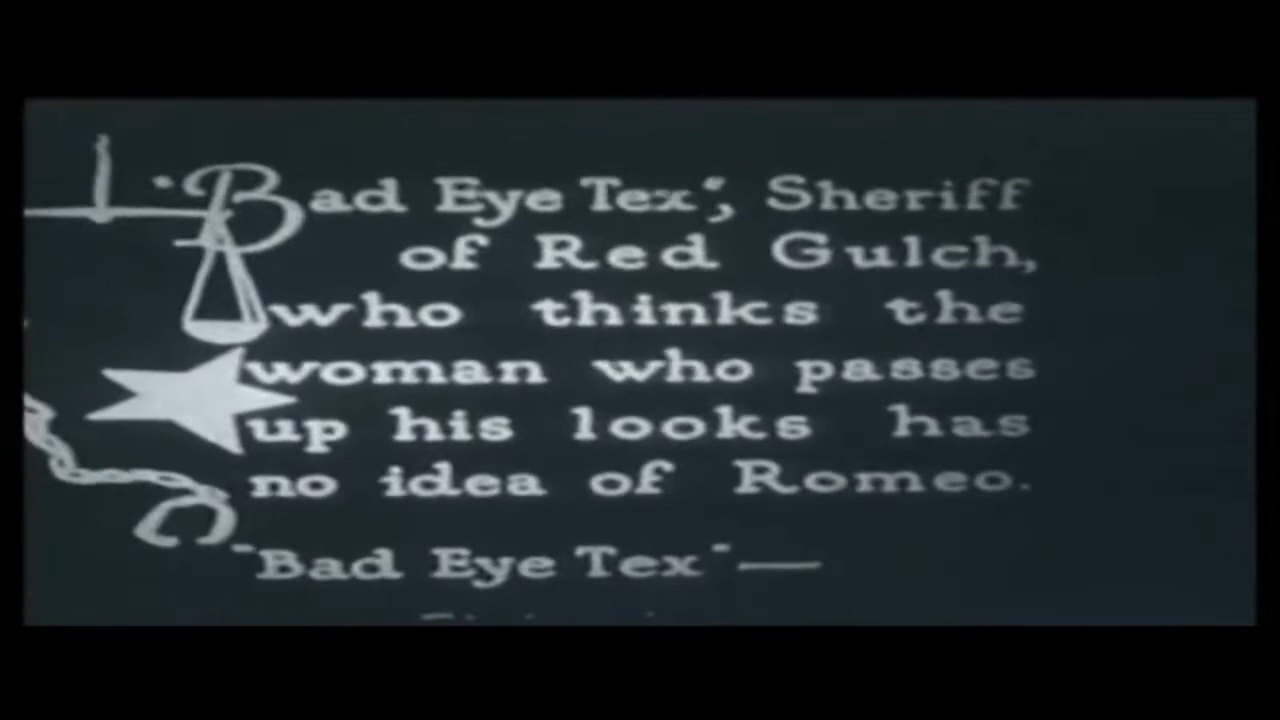 "Bad Eye Tex", Sheriff
of Red Gulch,
who thinks the
woman who passes
up his looks has
no idea of Romeo.
"Bad Eye Tex"—